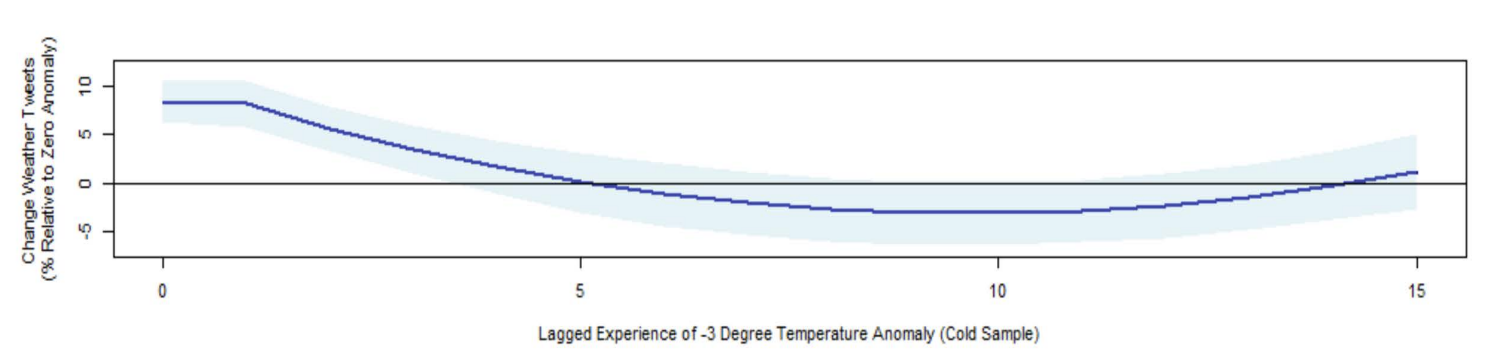 Change Weather Tweets
(% Relative to Zero Anomaly)
10
5
0
-5
0 5 10 15
Lagged Experience of -3 Degree Temperature Anomaly (Cold Sample)